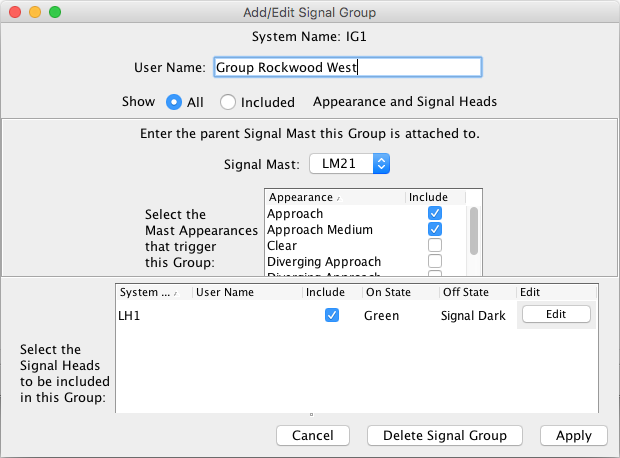 Add/Edit Signal Group
System Name: IG1
User Name: Group Rockwood West
Show All Included Appearance and Signal Heads
Enter the parent Signal Mast this Group is attached to.
Signal Mast: LM21
Select the
Mast Appearances
that trigger
this Group:
Appearance Include
Approach
Approach Medium
Clear
Diverging Approach
Diverging Approach
Select the
Signal Heads
to be included
in this Group:
System ... User Name Include On State Off State Edit
LH1 Green Signal Dark Edit
Cancel Delete Signal Group Apply